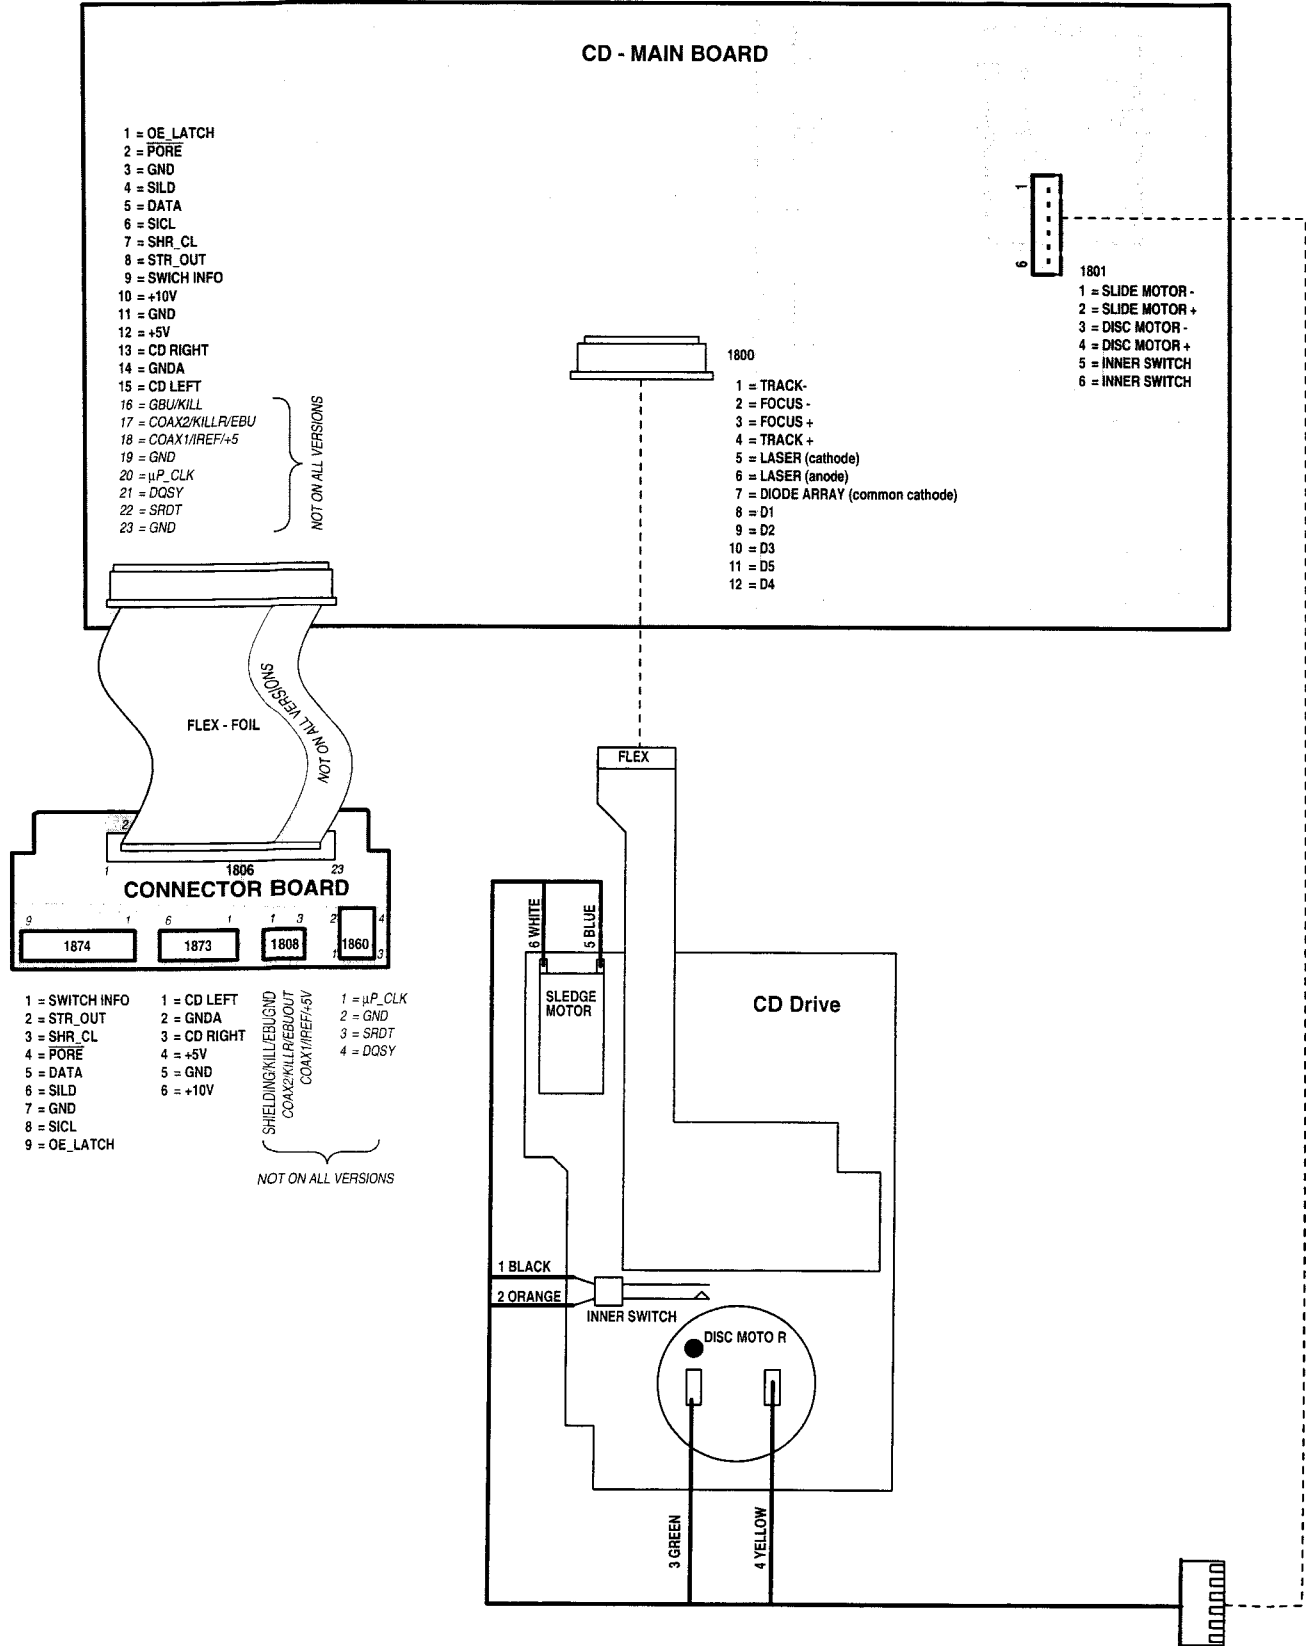 CD - MAIN BOARD
1 = OE_LATCH
2 = PORE
3 = GND
4 = SILD
5 = DATA
6 = SICL
7 = SHR_CL
8 = STR_OUT
9 = SWICH INFO
10 = +10V
11 = GND
12 = +5V
13 = CD RIGHT
14 = GNDA
15 = CD LEFT
16 = GBU/KILL
17 = COAX2/KILLR/EBU
18 = COAX1/IREF/+5
19 = GND
20 = µP_CLK
21 = DQSY
22 = SRDT
23 = GND
NOT ON ALL VERSIONS
1
6
1801
1 = SLIDE MOTOR -
2 = SLIDE MOTOR +
3 = DISC MOTOR -
4 = DISC MOTOR +
5 = INNER SWITCH
6 = INNER SWITCH
1800
1 = TRACK-
2 = FOCUS -
3 = FOCUS +
4 = TRACK +
5 = LASER (cathode)
6 = LASER (anode)
7 = DIODE ARRAY (common cathode)
8 = D1
9 = D2
10 = D3
11 = D5
12 = D4
FLEX - FOIL
NOT ON ALL VERSIONS
2
1
1806
23
CONNECTOR BOARD
9
1
6
1
1
3
2
4
1874
1873
1808
1860
1
3
1 = SWITCH INFO
2 = STR_OUT
3 = SHR_CL
4 = PORE
5 = DATA
6 = SILD
7 = GND
8 = SICL
9 = OE_LATCH
1 = CD LEFT
2 = GNDA
3 = CD RIGHT
4 = +5V
5 = GND
6 = +10V
SHIELDING/KILL/EBUGND
COAX2/KILLR/EBUOUT
COAX1/IREF/+5V
1 = µP_CLK
2 = GND
3 = SRDT
4 = DQSY
NOT ON ALL VERSIONS
FLEX
6 WHITE
5 BLUE
SLEDGE
MOTOR
CD Drive
1 BLACK
2 ORANGE
INNER SWITCH
DISC MOTO R
3 GREEN
4 YELLOW